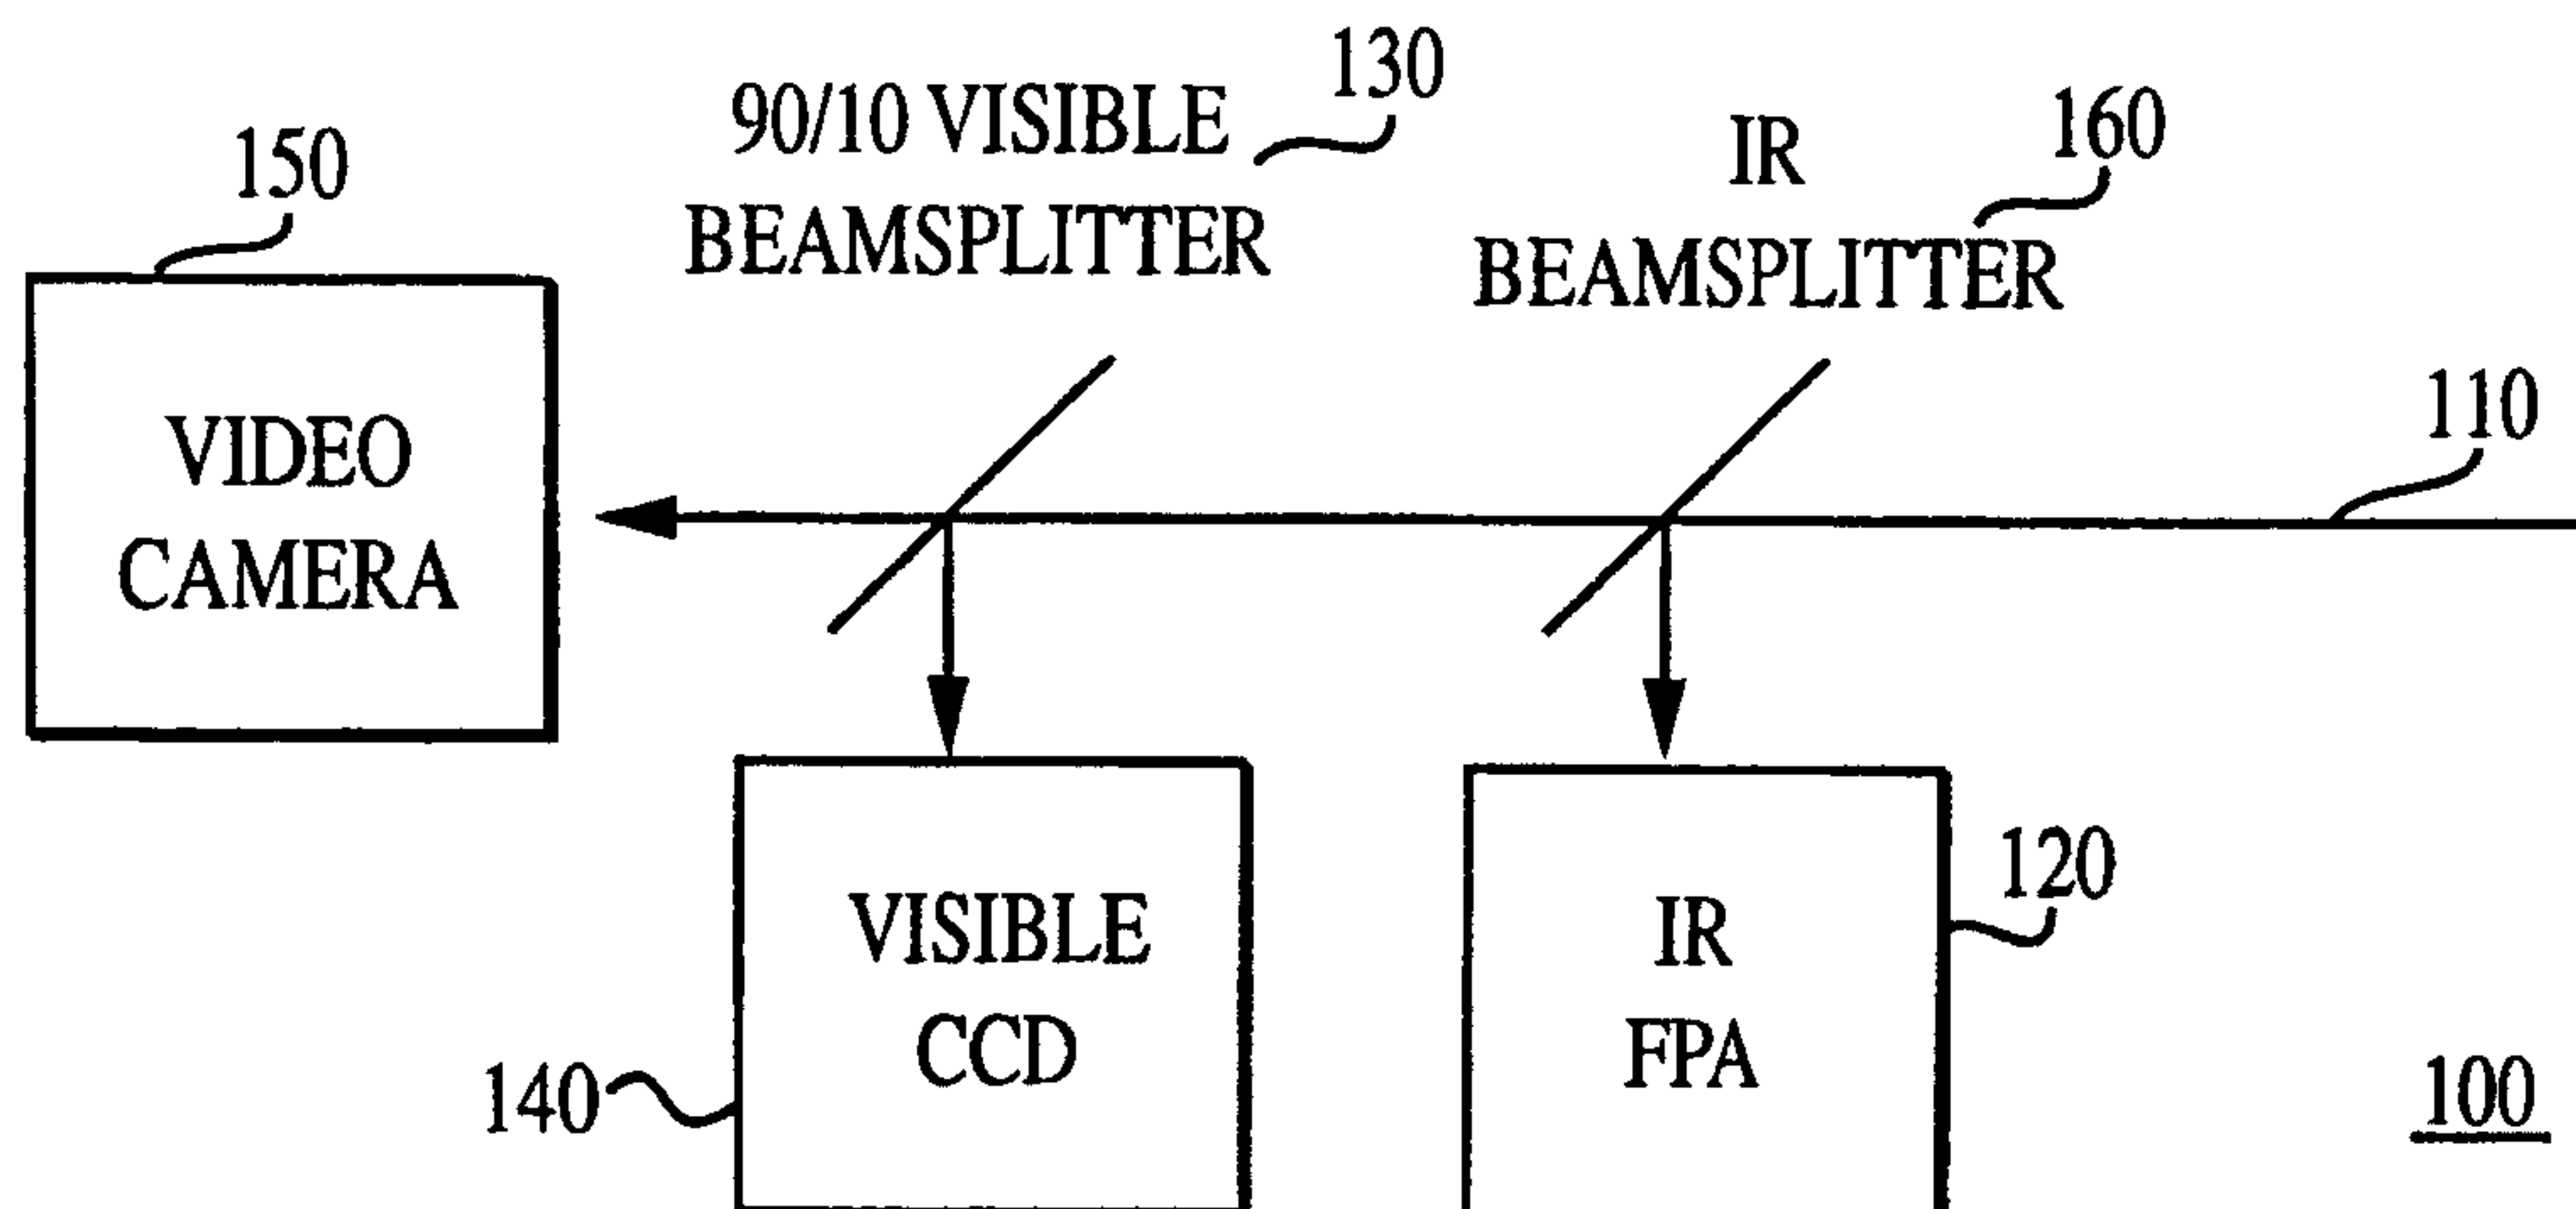 130
90/10 VISIBLE
BEAMSPLITTER
160
IR
BEAMSPLITTER
150
VIDEO
CAMERA
110
VISIBLE
CCD
140
IR
FPA
120
100